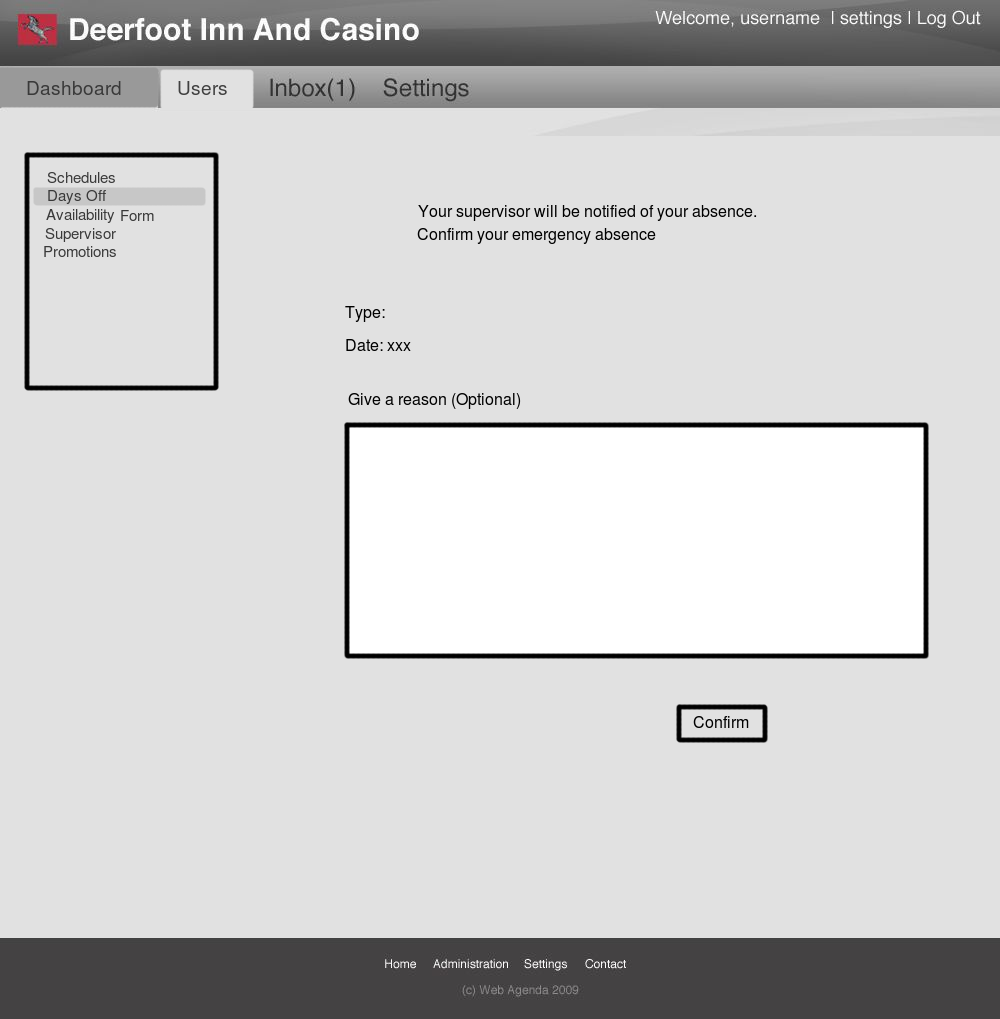 Deerfoot Inn And Casino
Welcome, username | settings | Log Out
Dashboard Users Inbox(1) Settings
Schedules
Days Off
Availability Form
Supervisor
Promotions
Your supervisor will be notified of your absence.
Confirm your emergency absence
Type:
Date: xxx
Give a reason (Optional)
Confirm
Home Administration Settings Contact
(c) Web Agenda 2009